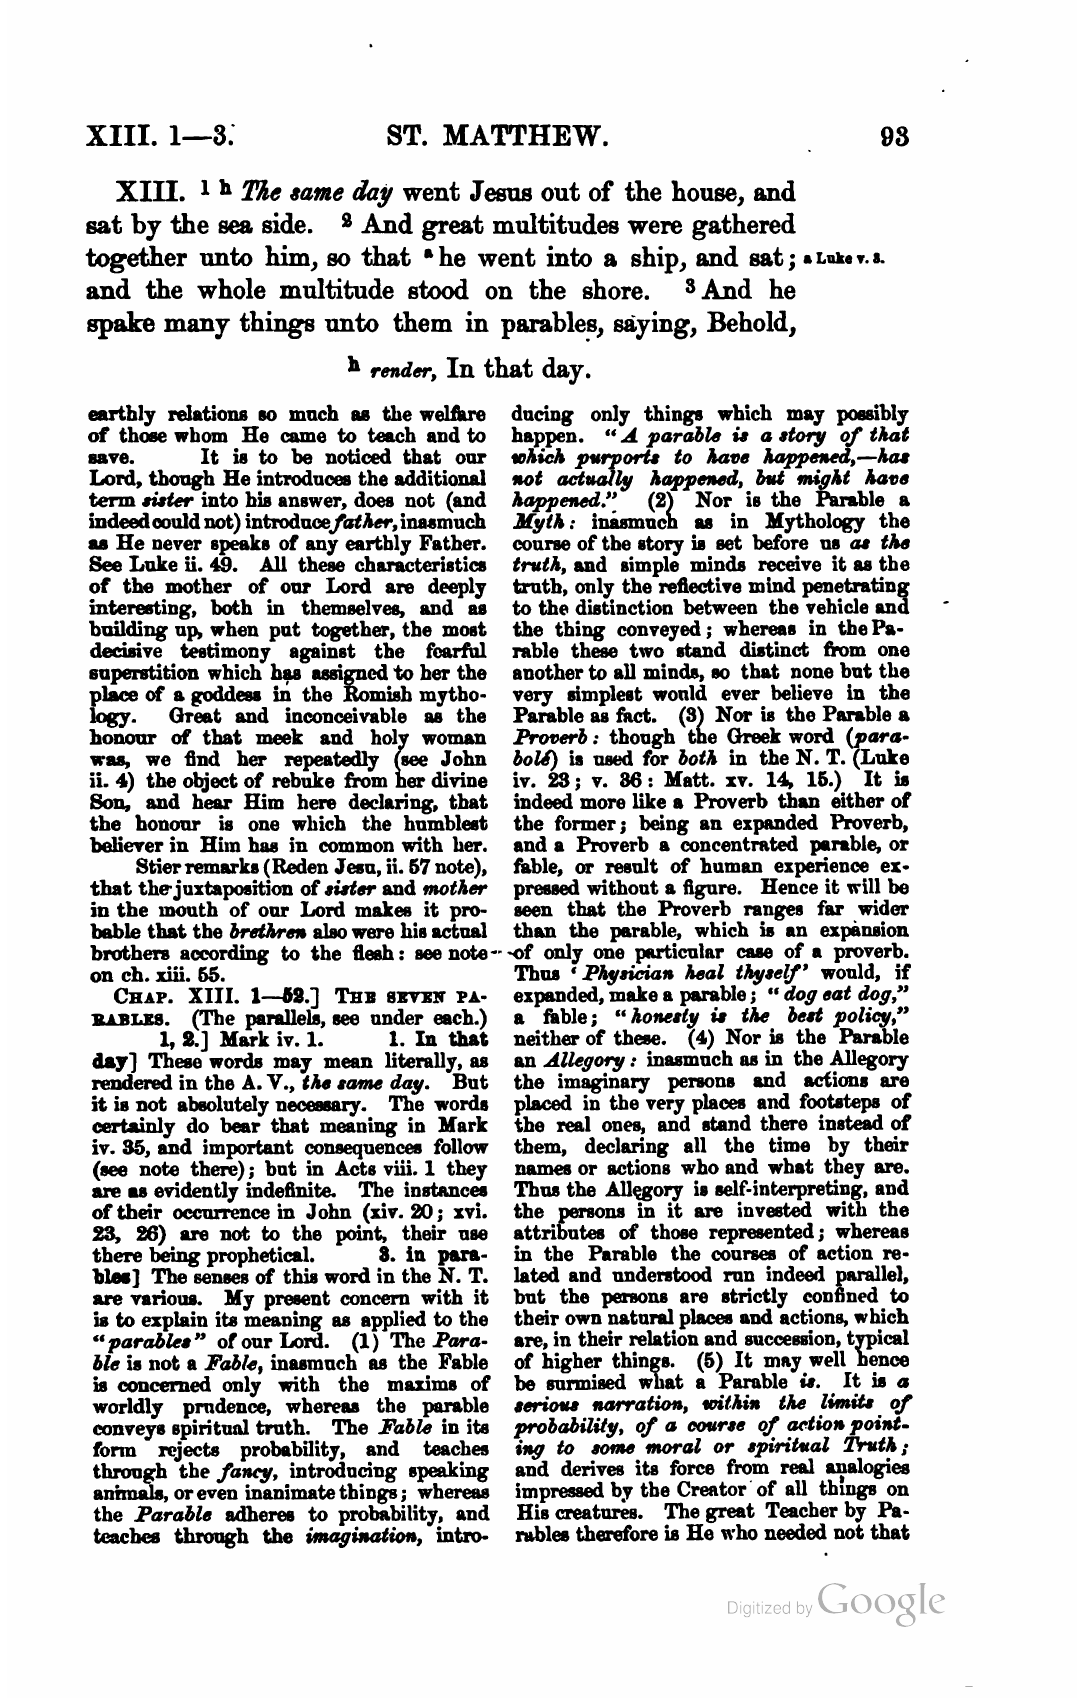 XIII. 1—3. ST. MATTHEW. 93
XIII. 1 h The same day went Jesus out of the house, and
sat by the sea side. 2 And great multitudes were gathered
together unto him, so that a he went into a ship, and sat; a Luke v. 3.
and the whole multitude stood on the shore. 3 And he
spake many things unto them in parables, saying, Behold,
h render, In that day.
earthly relations so much as the welfare
of those whom He came to teach and to
save. It is to be noticed that our
Lord, though He introduces the additional
term sister into his answer, does not (and
indeed could not) introduce father, inasmuch
as He never speaks of any earthly Father.
See Luke ii. 49. All these characteristics
of the mother of our Lord are deeply
interesting, both in themselves, and as
building up, when put together, the most
decisive testimony against the fearful
superstition which has assigned to her the
place of a goddess in the Romish mytho-
logy. Great and inconceivable as the
honour of that meek and holy woman
was, we find her repeatedly (see John
ii. 4) the object of rebuke from her divine
Son, and hear Him here declaring, that
the honour is one which the humblest
believer in Him has in common with her.
Stier remarks (Reden Jesu, ii. 57 note),
that the juxtaposition of sister and mother
in the mouth of our Lord makes it pro-
bable that the brethren also were his actual
brothers according to the flesh: see note
on ch. xiii. 55.
CHAP. XIII. 1—52.] THE SEVEN PA-
RABLES. (The parallels, see under each.)
1, 2.] Mark iv. 1. 1. In that
day] These words may mean literally, as
rendered in the A. V., the same day. But
it is not absolutely necessary. The words
certainly do bear that meaning in Mark
iv. 35, and important consequences follow
(see note there); but in Acts viii. 1 they
are as evidently indefinite. The instances
of their occurrence in John (xiv. 20; xvi.
23, 26) are not to the point, their use
there being prophetical. 3. in para-
bles] The senses of this word in the N. T.
are various. My present concern with it
is to explain its meaning as applied to the
"parables" of our Lord. (1) The Para-
ble is not a Fable, inasmuch as the Fable
is concerned only with the maxims of
worldly prudence, whereas the parable
conveys spiritual truth. The Fable in its
form rejects probability, and teaches
through the fancy, introducing speaking
animals, or even inanimate things; whereas
the Parable adheres to probability, and
teaches through the imagination, intro-
ducing only things which may possibly
happen. "A parable is a story of that
which purports to have happened,—has
not actually happened, but might have
happened." (2) Nor is the Parable a
Myth: inasmuch as in Mythology the
course of the story is set before us as the
truth, and simple minds receive it as the
truth, only the reflective mind penetrating
to the distinction between the vehicle and
the thing conveyed; whereas in the Pa-
rable these two stand distinct from one
another to all minds, so that none but the
very simplest would ever believe in the
Parable as fact. (3) Nor is the Parable a
Proverb: though the Greek word (para-
bolé) is used for both in the N. T. (Luke
iv. 23; v. 36: Matt. xv. 14, 15.) It is
indeed more like a Proverb than either of
the former; being an expanded Proverb,
and a Proverb a concentrated parable, or
fable, or result of human experience ex-
pressed without a figure. Hence it will be
seen that the Proverb ranges far wider
than the parable, which is an expansion
of only one particular case of a proverb.
Thus 'Physician heal thyself' would, if
expanded, make a parable; "dog eat dog,"
a fable; "honesty is the best policy,"
neither of these. (4) Nor is the Parable
an Allegory: inasmuch as in the Allegory
the imaginary persons and actions are
placed in the very places and footsteps of
the real ones, and stand there instead of
them, declaring all the time by their
names or actions who and what they are.
Thus the Allegory is self-interpreting, and
the persons in it are invested with the
attributes of those represented; whereas
in the Parable the courses of action re-
lated and understood run indeed parallel,
but the persons are strictly confined to
their own natural places and actions, which
are, in their relation and succession, typical
of higher things. (5) It may well hence
be surmised what a Parable is. It is a
serious narration, within the limits of
probability, of a course of action point-
ing to some moral or spiritual Truth;
and derives its force from real analogies
impressed by the Creator of all things on
His creatures. The great Teacher by Pa-
rables therefore is He who needed not that
Digitized by Google